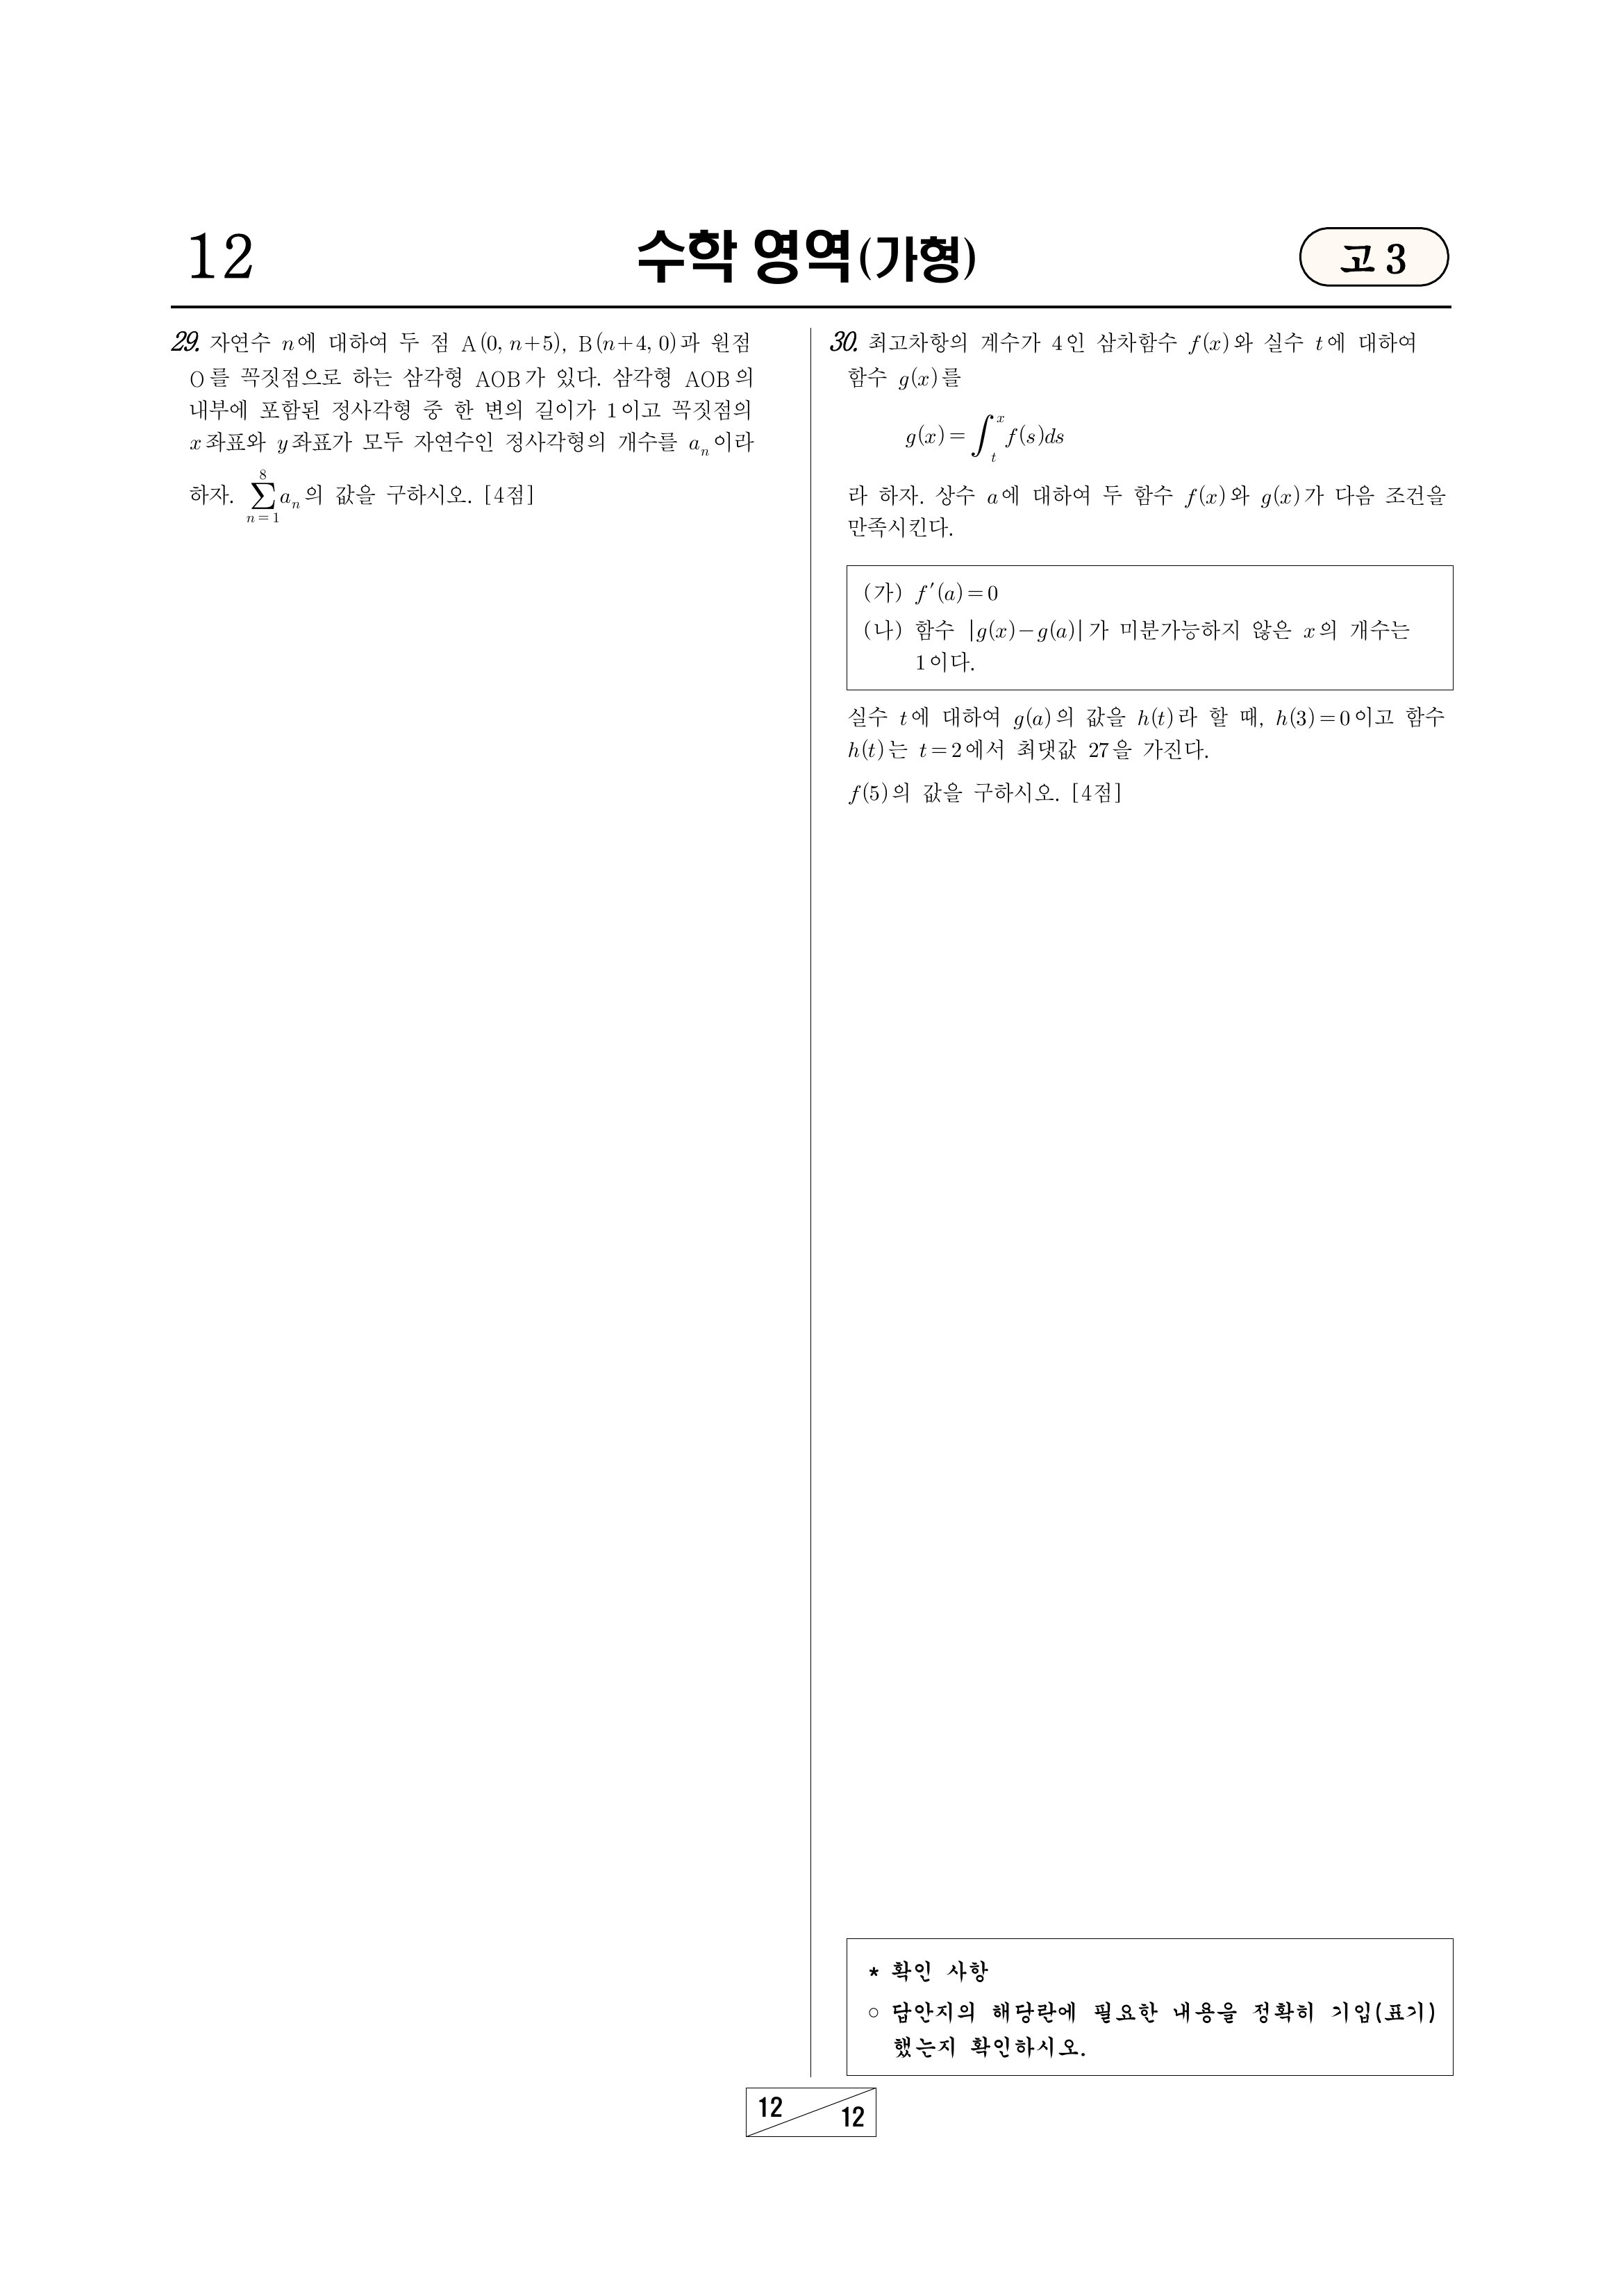 12
수학 영역(가형)
고 3
29. 자연수 n에 대하여 두 점 A(0, n+5), B(n+4, 0)과 원점
O를 꼭짓점으로 하는 삼각형 AOB가 있다. 삼각형 AOB의
내부에 포함된 정사각형 중 한 변의 길이가 1이고 꼭짓점의
x좌표와 y좌표가 모두 자연수인 정사각형의 개수를 aₙ이라
하자. \sum_{n=1}^{8} aₙ의 값을 구하시오. [4점]
30. 최고차항의 계수가 4인 삼차함수 f(x)와 실수 t에 대하여
함수 g(x)를
g(x)=\int_{t}^{x} f(s)ds
라 하자. 상수 a에 대하여 두 함수 f(x)와 g(x)가 다음 조건을
만족시킨다.
(가) f′(a)=0
(나) 함수 |g(x)−g(a)|가 미분가능하지 않은 x의 개수는
1이다.
실수 t에 대하여 g(a)의 값을 h(t)라 할 때, h(3)=0이고 함수
h(t)는 t=2에서 최댓값 27을 가진다.
f(5)의 값을 구하시오. [4점]
* 확인 사항
○ 답안지의 해당란에 필요한 내용을 정확히 기입(표기)
했는지 확인하시오.
12
12